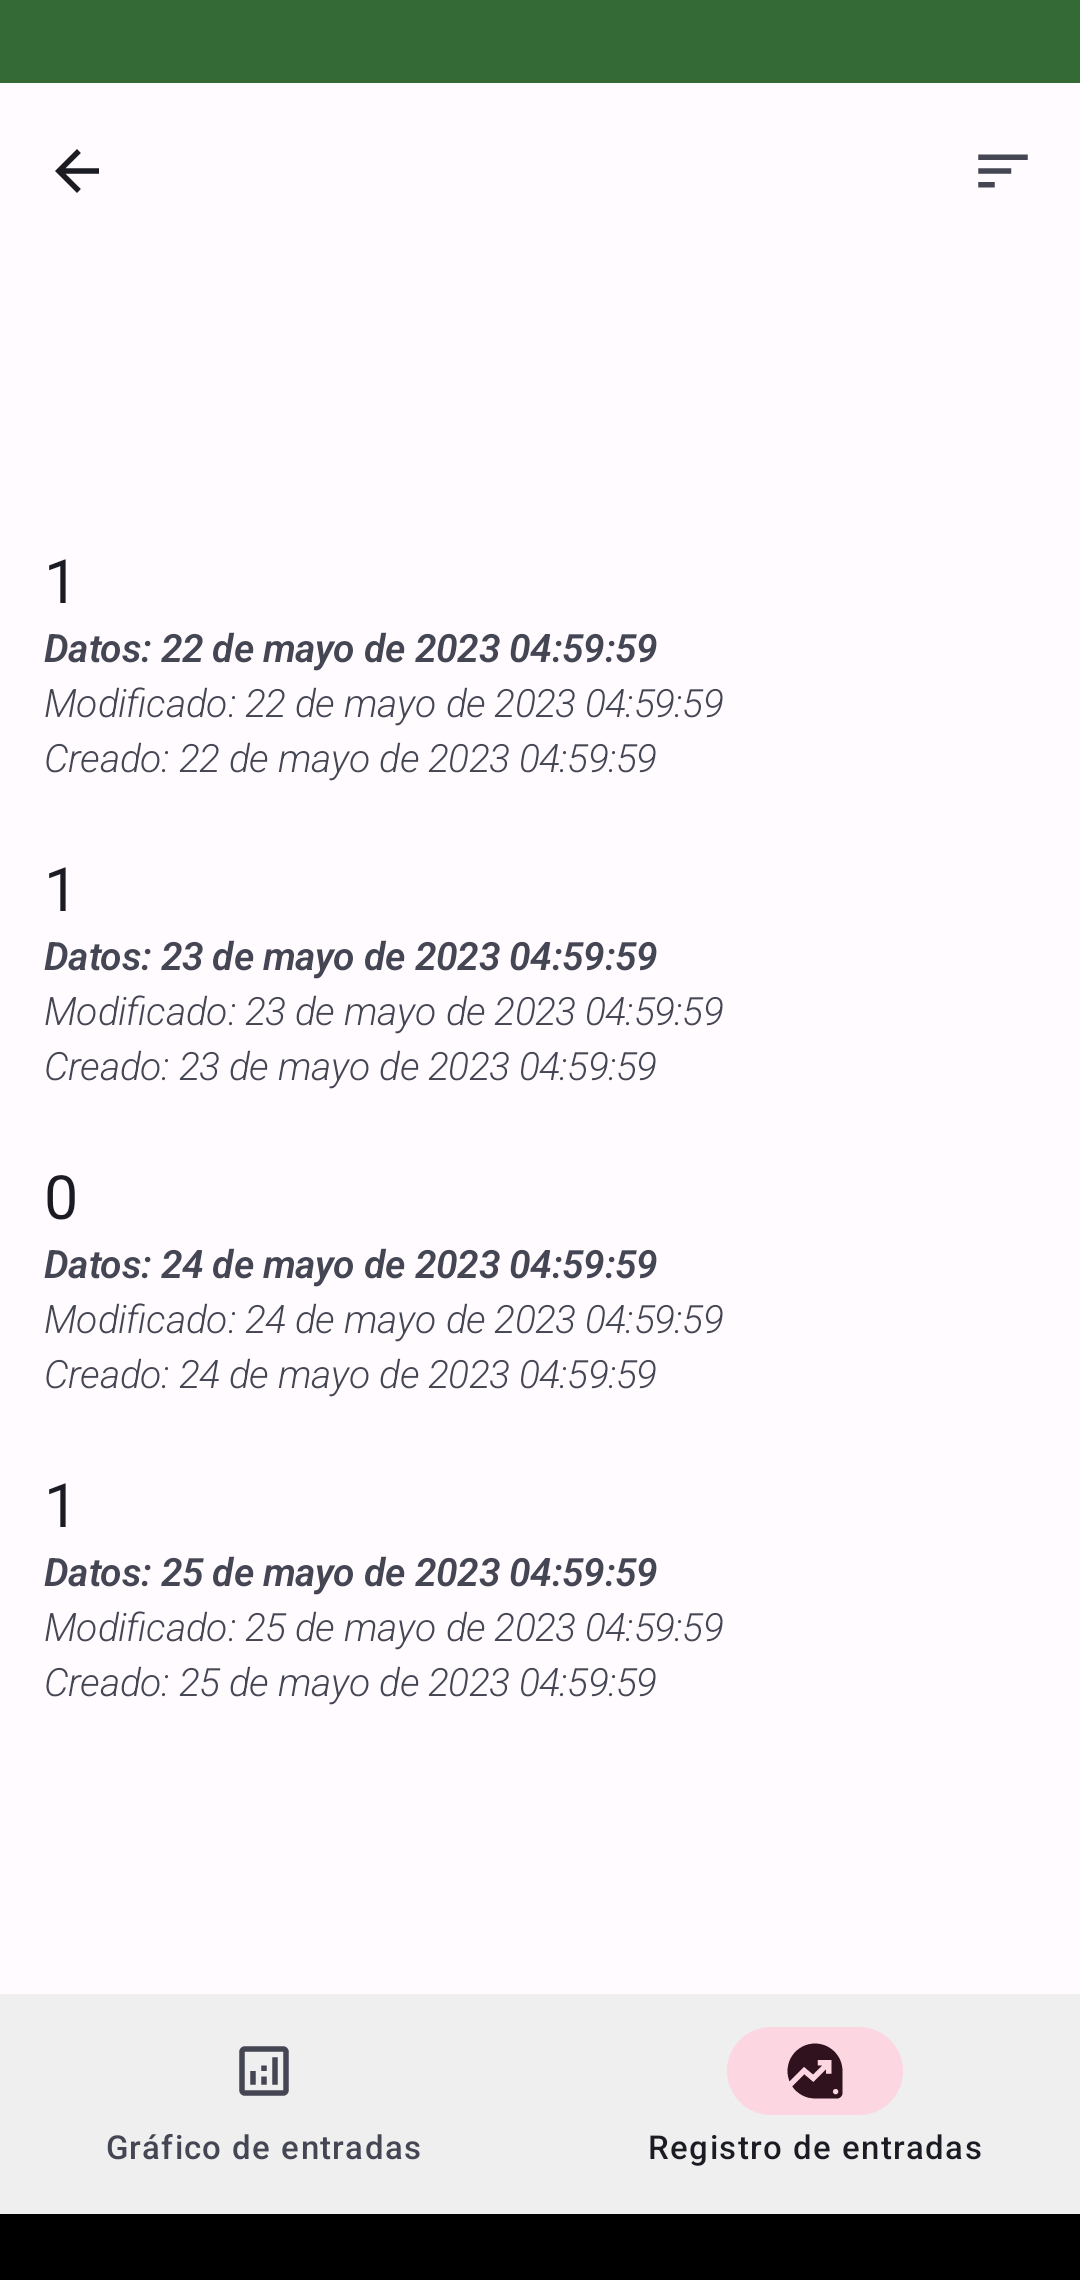 1
Datos: 22 de mayo de 2023 04:59:59
Modificado: 22 de mayo de 2023 04:59:59
Creado: 22 de mayo de 2023 04:59:59
1
Datos: 23 de mayo de 2023 04:59:59
Modificado: 23 de mayo de 2023 04:59:59
Creado: 23 de mayo de 2023 04:59:59
0
Datos: 24 de mayo de 2023 04:59:59
Modificado: 24 de mayo de 2023 04:59:59
Creado: 24 de mayo de 2023 04:59:59
1
Datos: 25 de mayo de 2023 04:59:59
Modificado: 25 de mayo de 2023 04:59:59
Creado: 25 de mayo de 2023 04:59:59
Gráfico de entradas
Registro de entradas